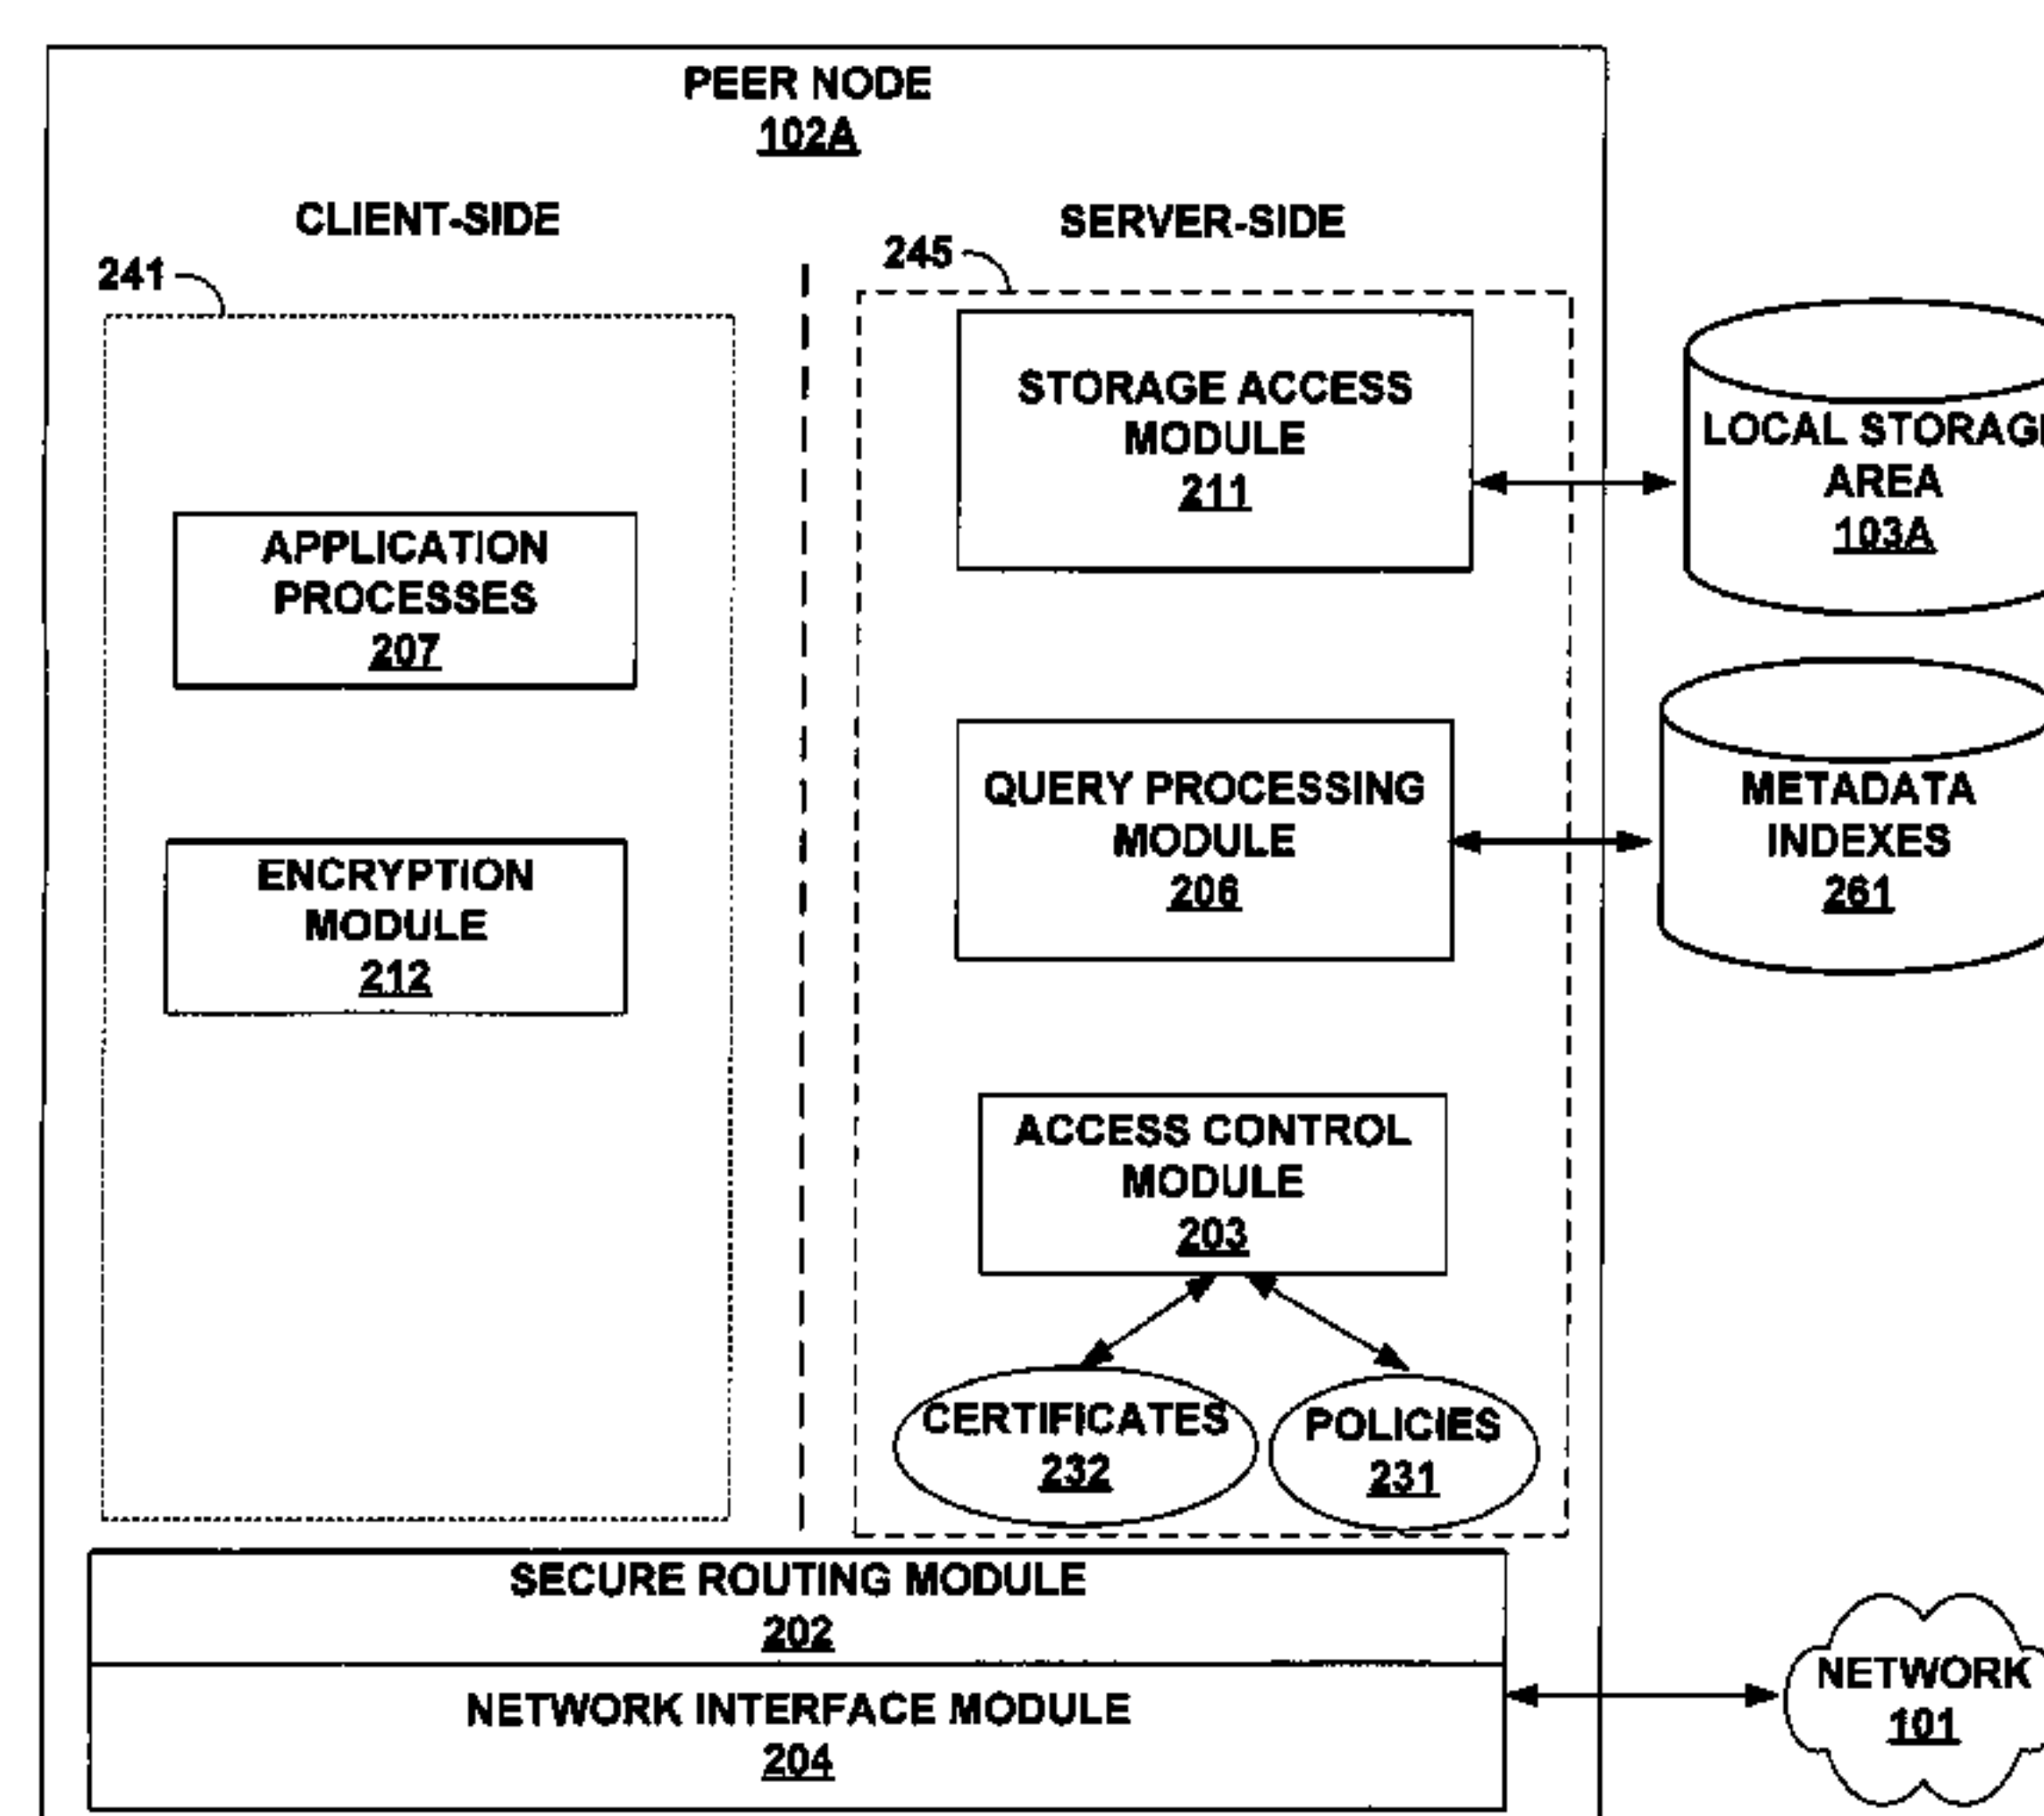 PEER NODE
102A
CLIENT-SIDE
SERVER-SIDE
241
245
STORAGE ACCESS
MODULE
211
LOCAL STORAGE
AREA
103A
APPLICATION
PROCESSES
207
QUERY PROCESSING
MODULE
206
METADATA
INDEXES
261
ENCRYPTION
MODULE
212
ACCESS CONTROL
MODULE
203
CERTIFICATES
232
POLICIES
231
SECURE ROUTING MODULE
202
NETWORK INTERFACE MODULE
204
NETWORK
101